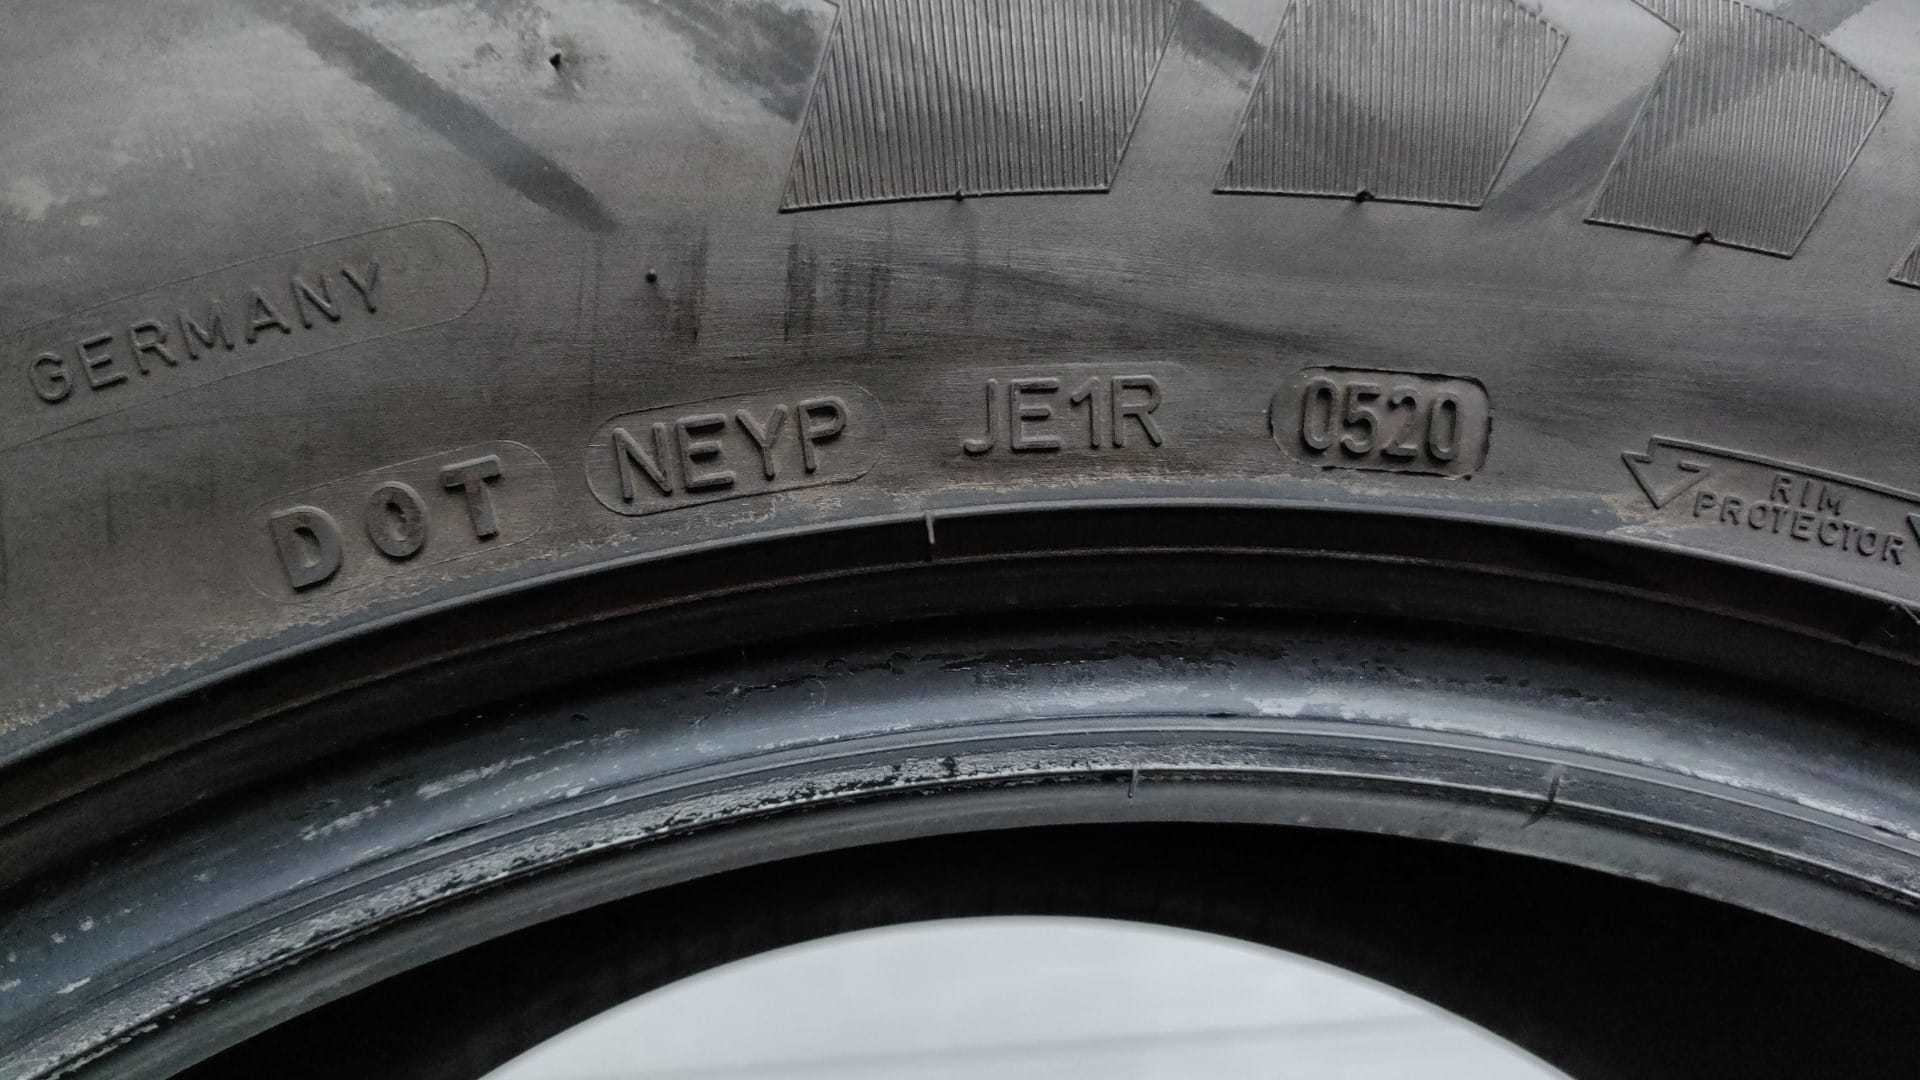 GERMANY
DOT NEYP JE1R 0520
RIM
PROTECTOR